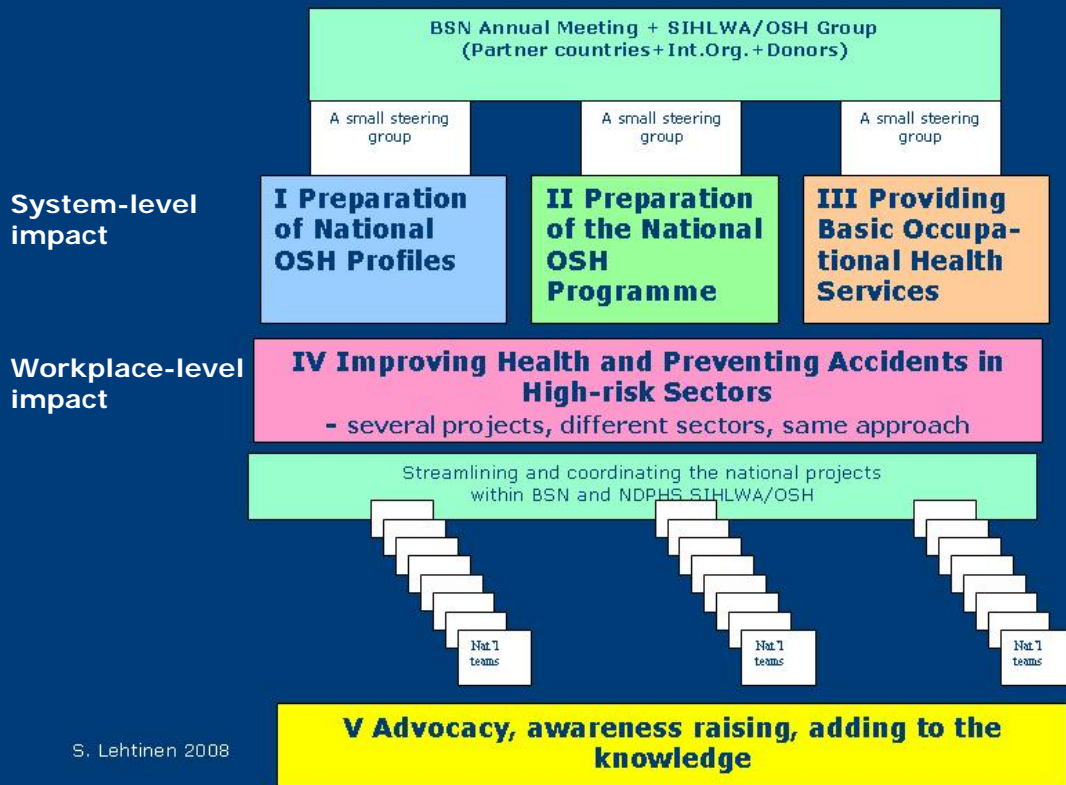 BSN Annual Meeting + SIHLWA/OSH Group
(Partner countries+Int.Org.+Donors)
A small steering
group
A small steering
group
A small steering
group
System-level
impact
I Preparation
of National
OSH Profiles
II Preparation
of the National
OSH
Programme
III Providing
Basic Occupa-
tional Health
Services
Workplace-level
impact
IV Improving Health and Preventing Accidents in
High-risk Sectors
- several projects, different sectors, same approach
Streamlining and coordinating the national projects
within BSN and NDPHS SIHLWA/OSH
Nat'l
teams
Nat'l
teams
Nat'l
teams
V Advocacy, awareness raising, adding to the
knowledge
S. Lehtinen 2008